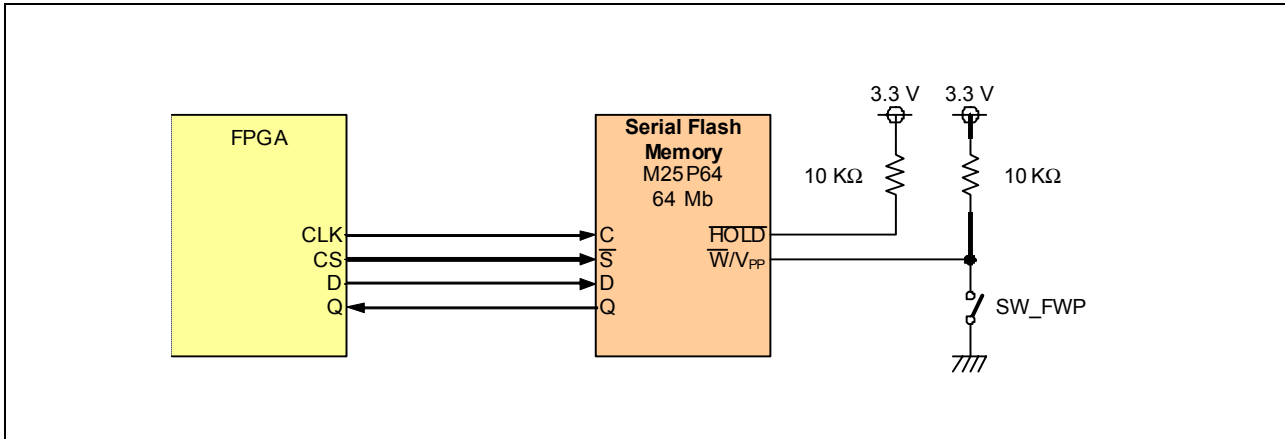 3.3 V 3.3 V
FPGA
Serial Flash
Memory
M25P64
64 Mb
10 KΩ 10 KΩ
CLK C H̅O̅L̅D̅
CS S̅ W̅/VPP
D D
Q Q
SW_FWP